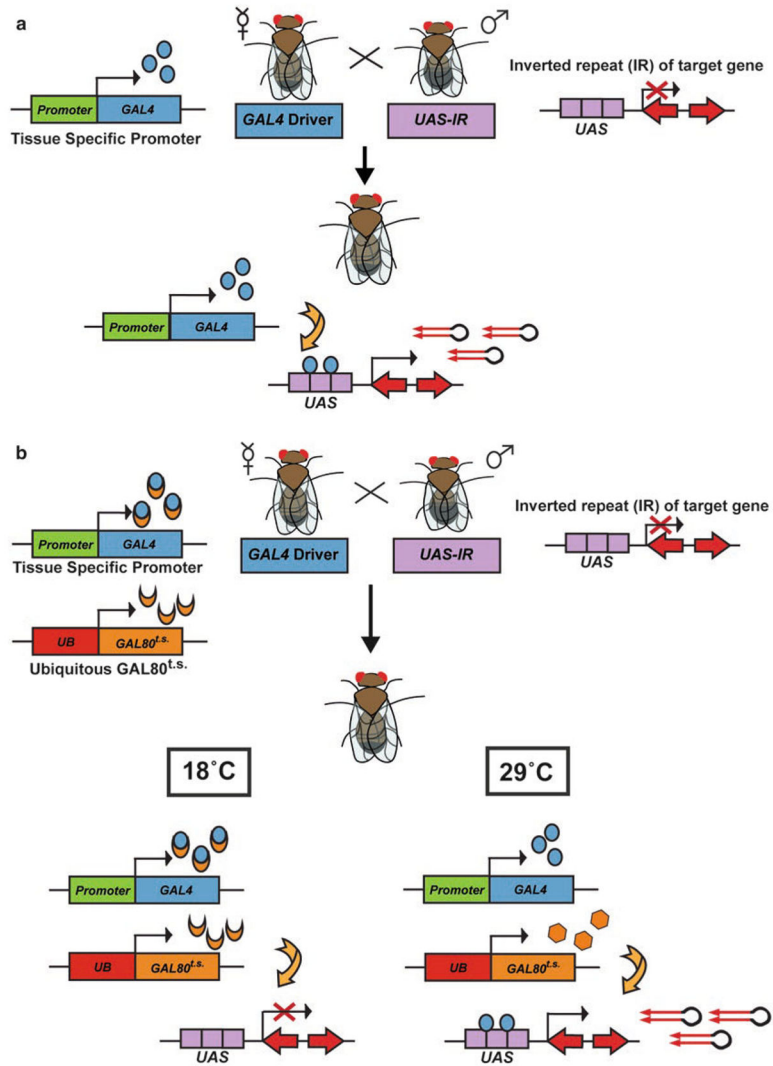 a
Promoter GAL4
Tissue Specific Promoter
GAL4 Driver
UAS-IR
Inverted repeat (IR) of target gene
UAS
Promoter GAL4
UAS
b
Promoter GAL4
Tissue Specific Promoter
UB GAL80t.s.
Ubiquitous GAL80t.s.
GAL4 Driver
UAS-IR
Inverted repeat (IR) of target gene
UAS
18˚C
29˚C
Promoter GAL4
Promoter GAL4
UB GAL80t.s.
UB GAL80t.s.
UAS
UAS